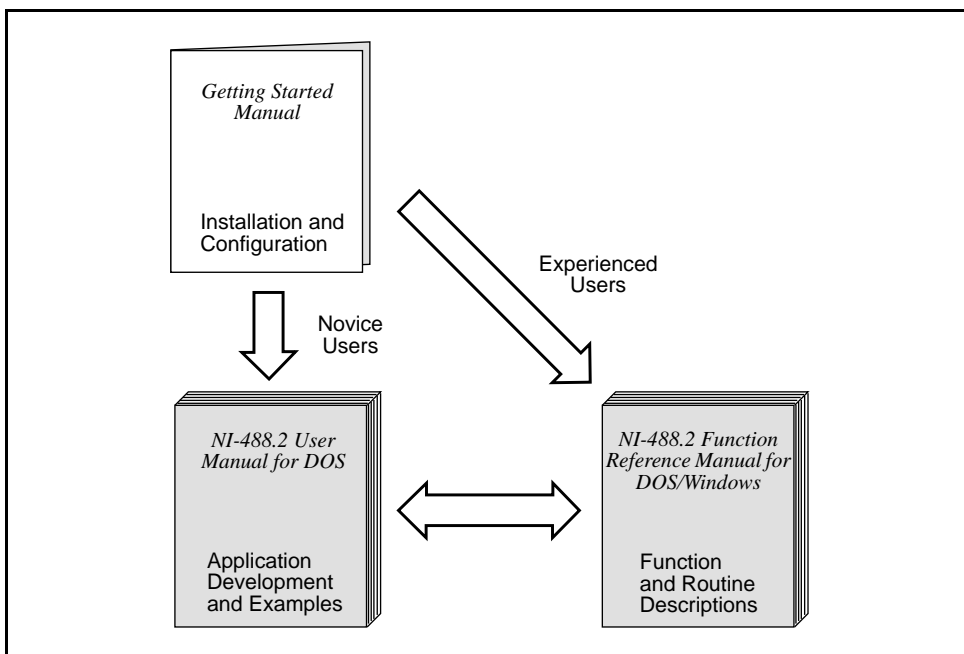 Getting Started
Manual
Installation and
Configuration
Experienced
Users
Novice
Users
NI-488.2 User
Manual for DOS
Application
Development
and Examples
NI-488.2 Function
Reference Manual for
DOS/Windows
Function
and Routine
Descriptions